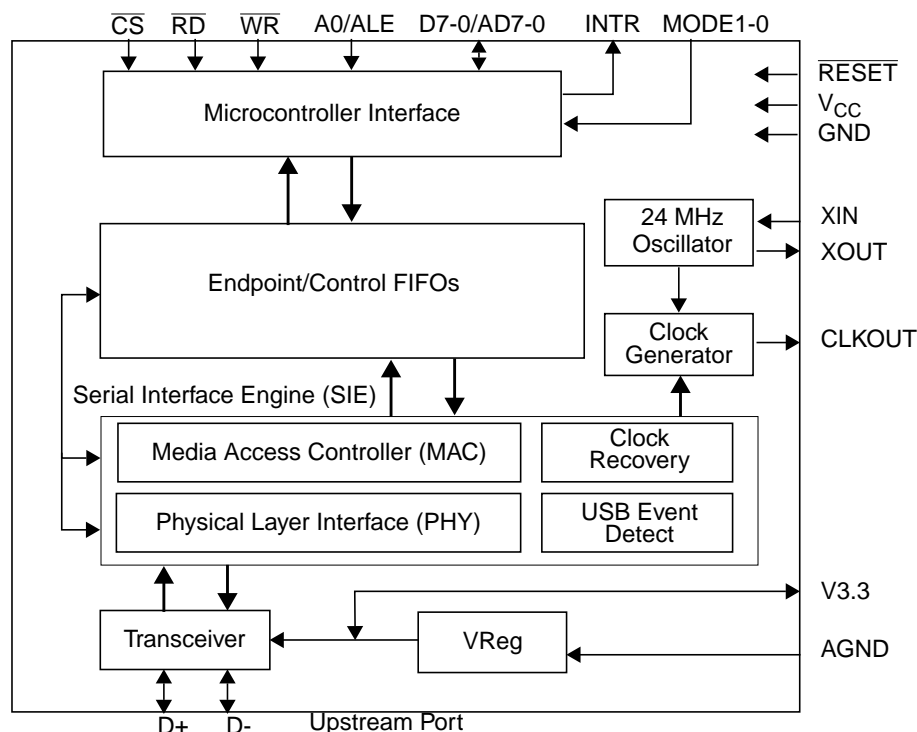 CS RD WR A0/ALE D7-0/AD7-0 INTR MODE1-0
RESET
VCC
GND
Microcontroller Interface
24 MHz
Oscillator
XIN
XOUT
Endpoint/Control FIFOs
Clock
Generator
CLKOUT
Serial Interface Engine (SIE)
Media Access Controller (MAC)
Clock
Recovery
Physical Layer Interface (PHY)
USB Event
Detect
V3.3
Transceiver
VReg
AGND
D+ D- Upstream Port